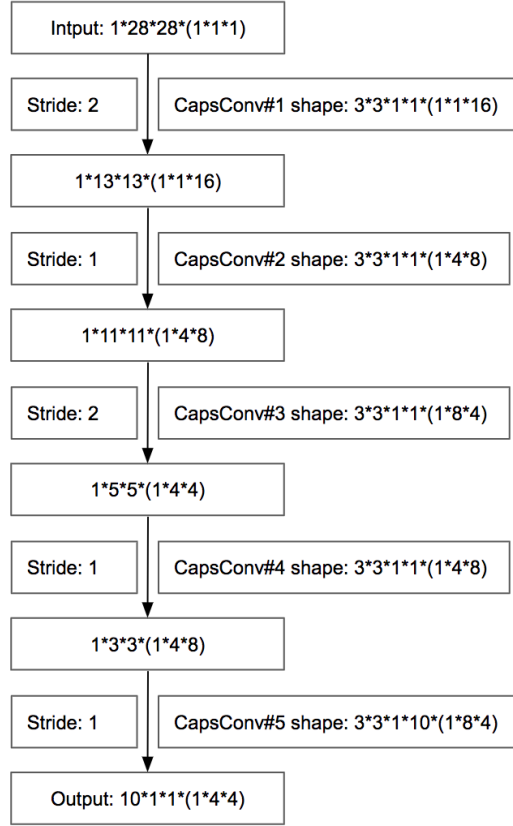 Intput: 1*28*28*(1*1*1)
Stride: 2
CapsConv#1 shape: 3*3*1*1*(1*1*16)
1*13*13*(1*1*16)
Stride: 1
CapsConv#2 shape: 3*3*1*1*(1*4*8)
1*11*11*(1*4*8)
Stride: 2
CapsConv#3 shape: 3*3*1*1*(1*8*4)
1*5*5*(1*4*4)
Stride: 1
CapsConv#4 shape: 3*3*1*1*(1*4*8)
1*3*3*(1*4*8)
Stride: 1
CapsConv#5 shape: 3*3*1*10*(1*8*4)
Output: 10*1*1*(1*4*4)